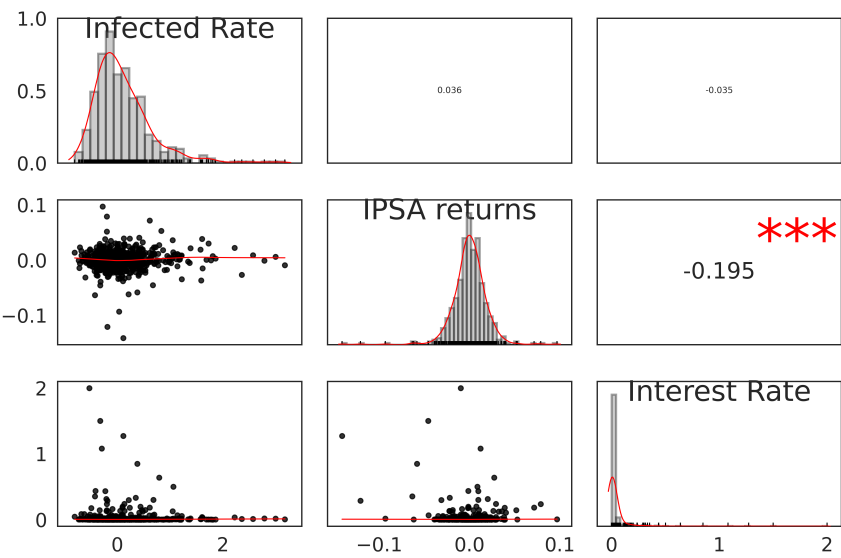 1.0
Infected Rate
0.5
0.036
-0.035
0.0
0.1
IPSA returns
***
0.0
-0.195
−0.1
2
Interest Rate
1
0
0 2
−0.1 0.0 0.1
0 1 2